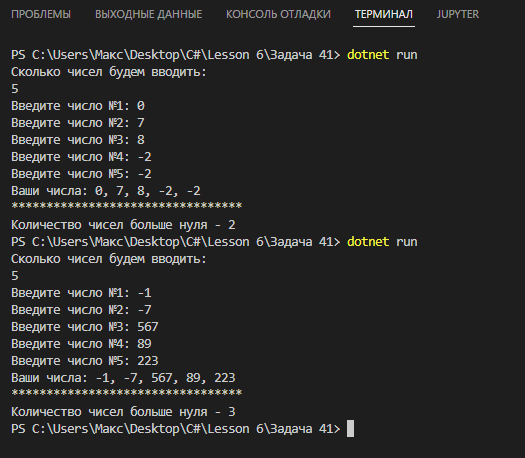 ПРОБЛЕМЫ ВЫХОДНЫЕ ДАННЫЕ КОНСОЛЬ ОТЛАДКИ ТЕРМИНАЛ JUPYTER
PS C:\Users\Макс\Desktop\C#\Lesson 6\Задача 41> dotnet run
Сколько чисел будем вводить:
5
Введите число №1: 0
Введите число №2: 7
Введите число №3: 8
Введите число №4: -2
Введите число №5: -2
Ваши числа: 0, 7, 8, -2, -2
*********************************
Количество чисел больше нуля - 2
PS C:\Users\Макс\Desktop\C#\Lesson 6\Задача 41> dotnet run
Сколько чисел будем вводить:
5
Введите число №1: -1
Введите число №2: -7
Введите число №3: 567
Введите число №4: 89
Введите число №5: 223
Ваши числа: -1, -7, 567, 89, 223
*********************************
Количество чисел больше нуля - 3
PS C:\Users\Макс\Desktop\C#\Lesson 6\Задача 41>